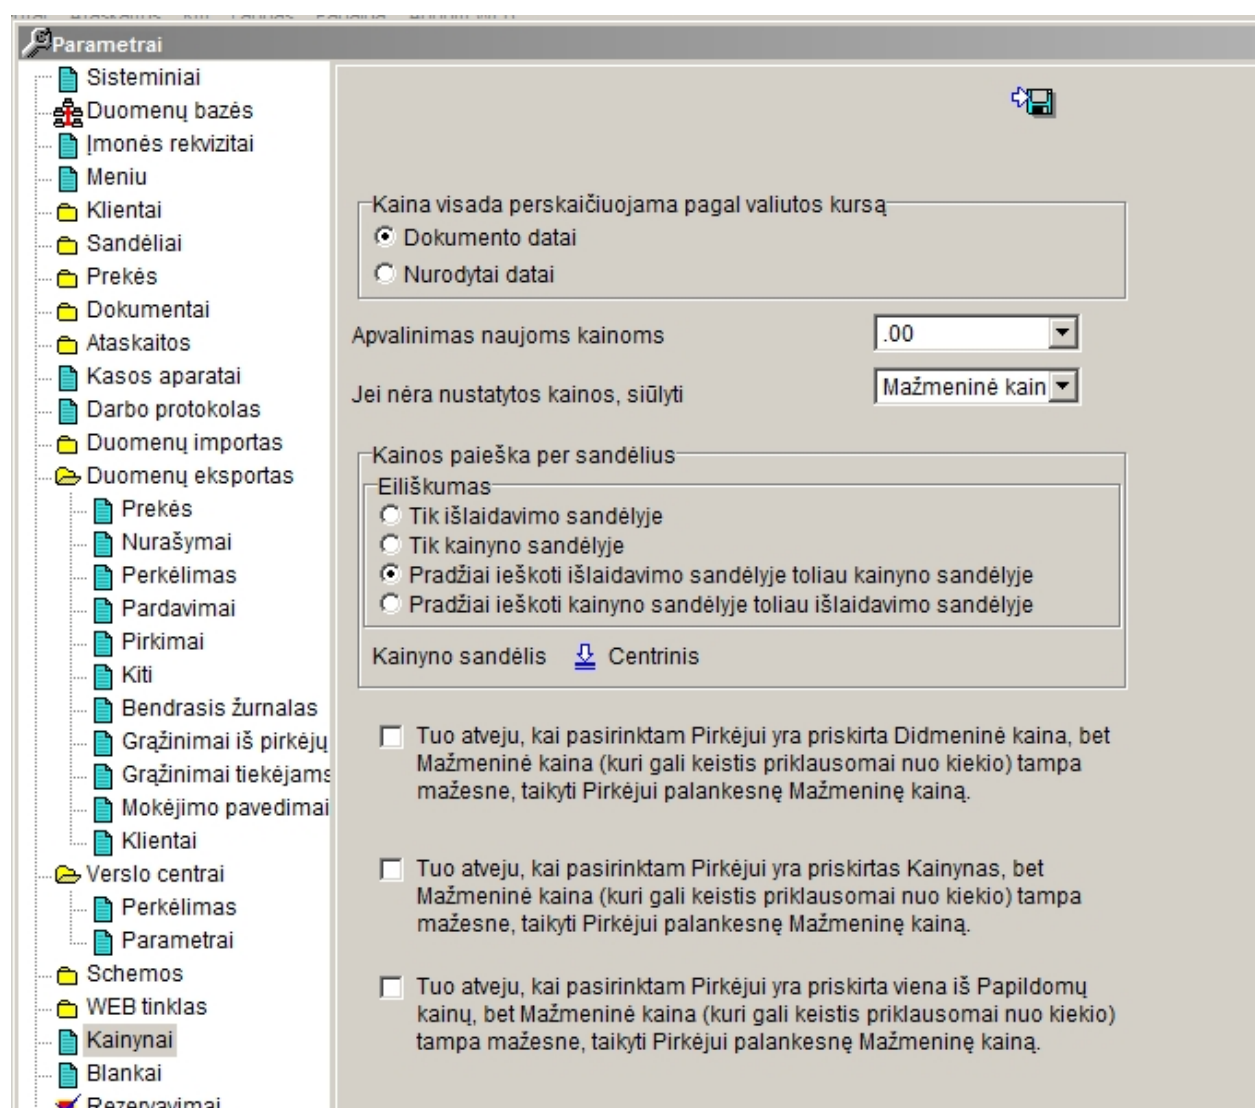 Parametrai
Sisteminiai
Duomenų bazės
Įmonės rekvizitai
Meniu
Klientai
Sandėliai
Prekės
Dokumentai
Ataskaitos
Kasos aparatai
Darbo protokolas
Duomenų importas
Duomenų eksportas
Prekės
Nurašymai
Perkėlimas
Pardavimai
Pirkimai
Kiti
Bendrasis žurnalas
Grąžinimai iš pirkėjų
Grąžinimai tiekėjams
Mokėjimo pavedimai
Klientai
Verslo centrai
Perkėlimas
Parametrai
Schemos
WEB tinklas
Kainynai
Blankai
Rezervavimai
Kaina visada perskaičiuojama pagal valiutos kursą
Dokumento datai
Nurodytai datai
Apvalinimas naujoms kainoms .00
Jei nėra nustatytos kainos, siūlyti Mažmeninė kain
Kainos paieška per sandėlius
Eiliškumas
Tik išlaidavimo sandėlyje
Tik kainyno sandėlyje
Pradžiai ieškoti išlaidavimo sandėlyje toliau kainyno sandėlyje
Pradžiai ieškoti kainyno sandėlyje toliau išlaidavimo sandėlyje
Kainyno sandėlis Centrinis
Tuo atveju, kai pasirinktam Pirkėjui yra priskirta Didmeninė kaina, bet
Mažmeninė kaina (kuri gali keistis priklausomai nuo kiekio) tampa
mažesne, taikyti Pirkėjui palankesnę Mažmeninę kainą.
Tuo atveju, kai pasirinktam Pirkėjui yra priskirtas Kainynas, bet
Mažmeninė kaina (kuri gali keistis priklausomai nuo kiekio) tampa
mažesne, taikyti Pirkėjui palankesnę Mažmeninę kainą.
Tuo atveju, kai pasirinktam Pirkėjui yra priskirta viena iš Papildomų
kainų, bet Mažmeninė kaina (kuri gali keistis priklausomai nuo kiekio)
tampa mažesne, taikyti Pirkėjui palankesnę Mažmeninę kainą.